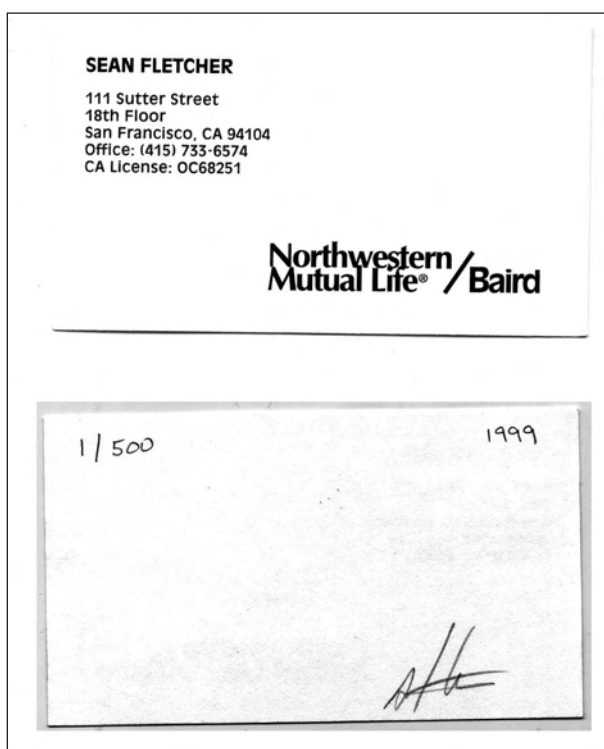 SEAN FLETCHER
111 Sutter Street
18th Floor
San Francisco, CA 94104
Office: (415) 733-6574
CA License: OC68251
Northwestern
Mutual Life® / Baird
1/500
1999